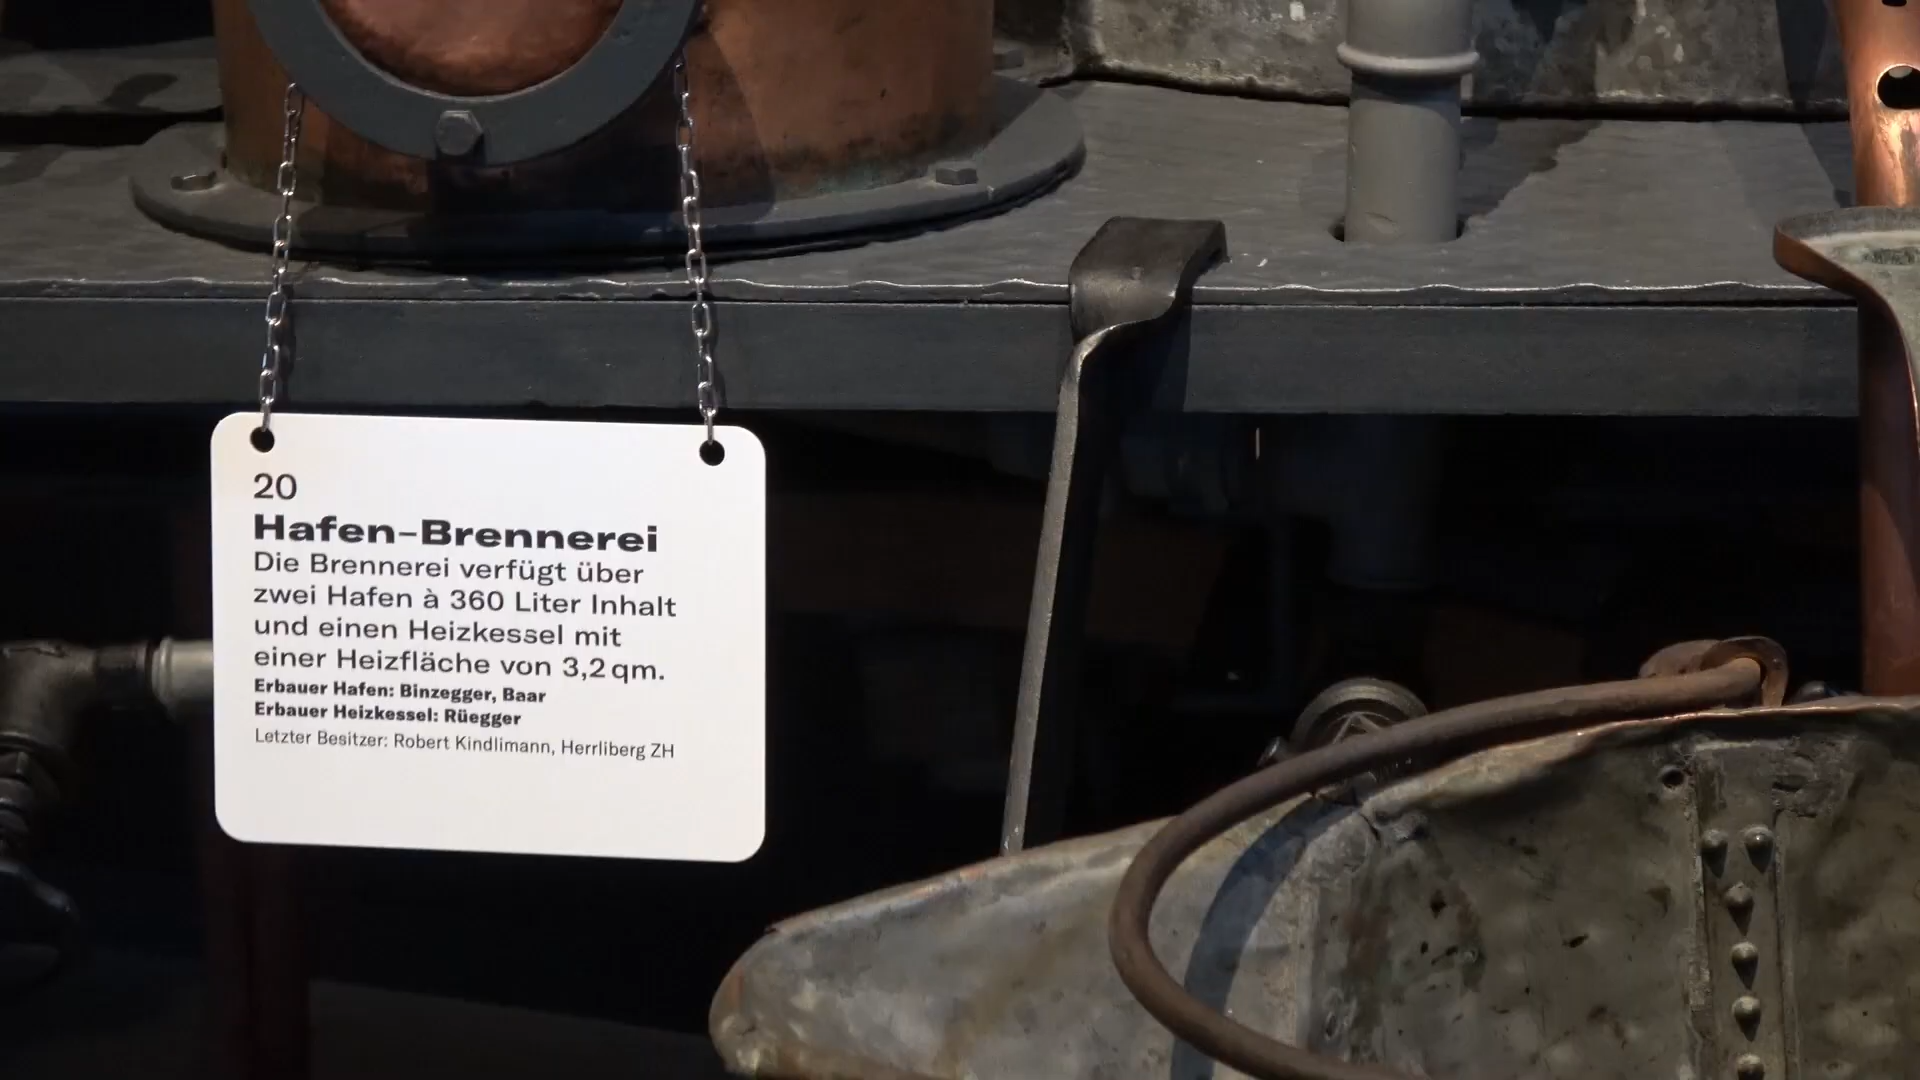 20
Hafen-Brennerei
Die Brennerei verfügt über
zwei Hafen à 360 Liter Inhalt
und einen Heizkessel mit
einer Heizfläche von 3,2 qm.
Erbauer Hafen: Binzegger, Baar
Erbauer Heizkessel: Rüegger
Letzter Besitzer: Robert Kindlimann, Herrliberg ZH